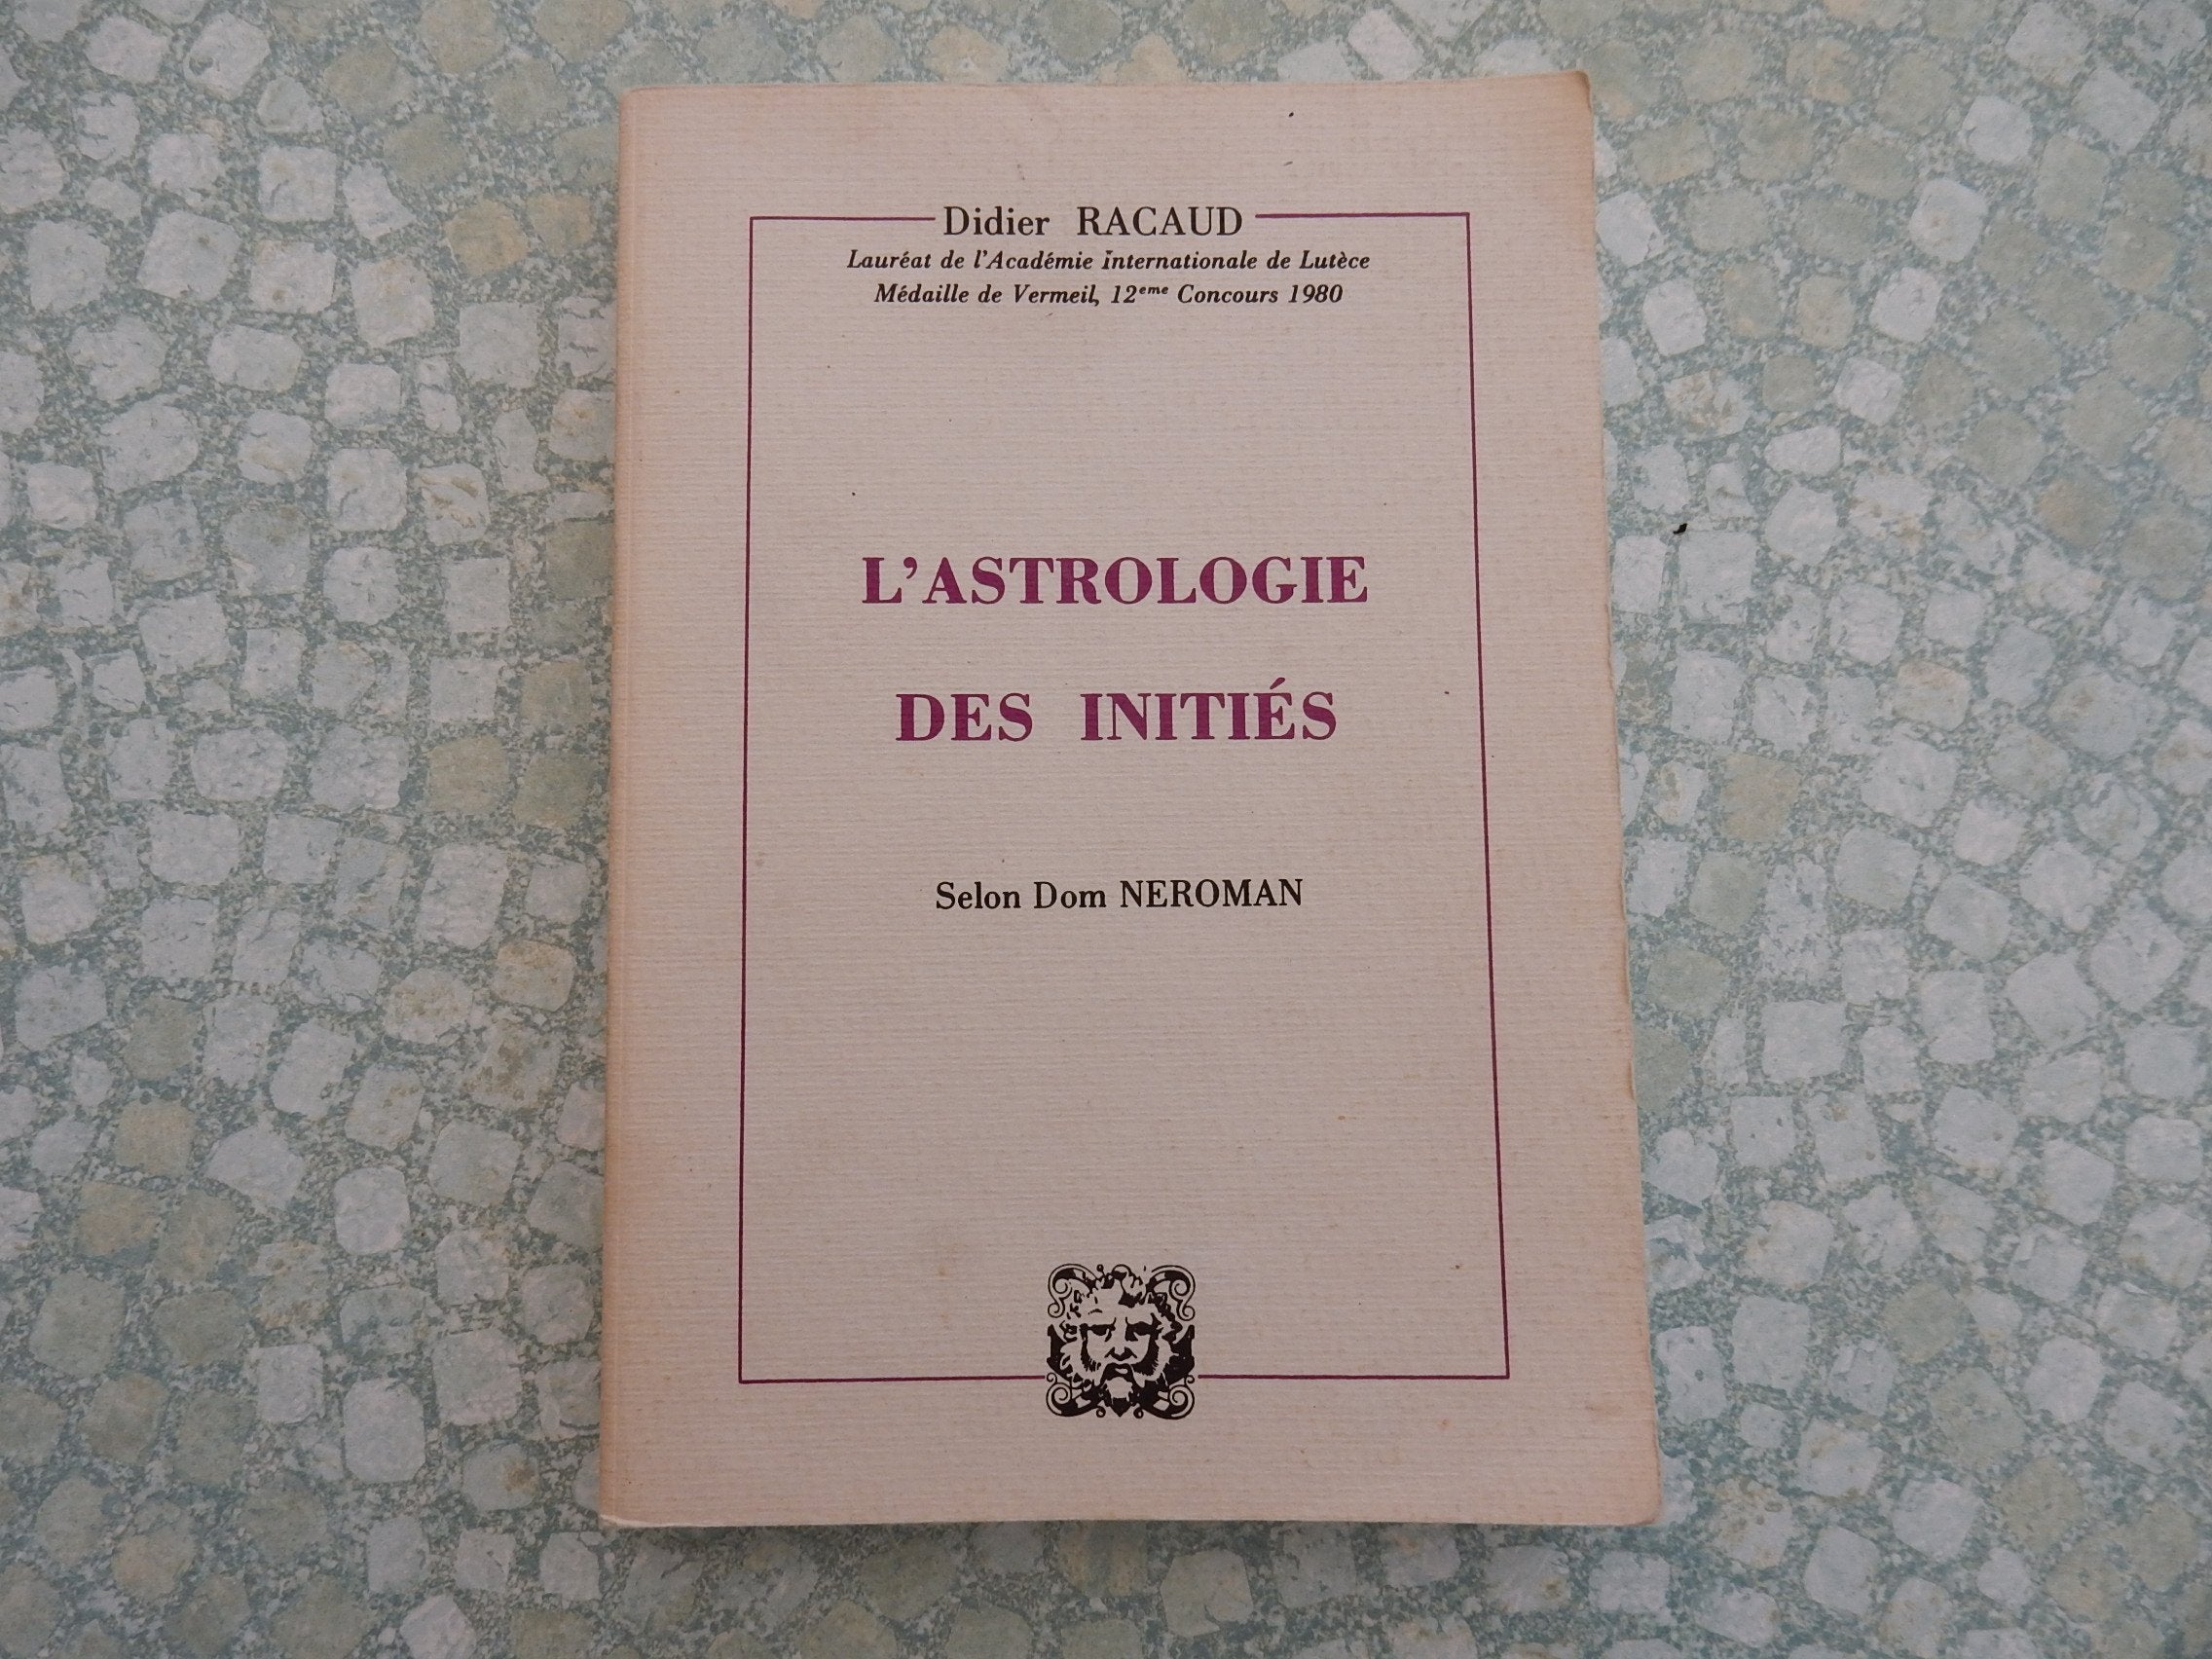 Didier RACAUD
Lauréat de l'Académie Internationale de Lutèce
Médaille de Vermeil, 12eme Concours 1980
L'ASTROLOGIE
DES INITIÉS
Selon Dom NEROMAN